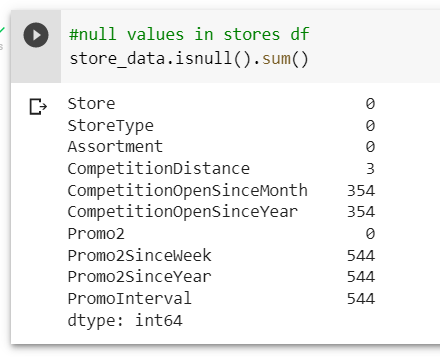 #null values in stores df
store_data.isnull().sum()
Store 0
StoreType 0
Assortment 0
CompetitionDistance 3
CompetitionOpenSinceMonth 354
CompetitionOpenSinceYear 354
Promo2 0
Promo2SinceWeek 544
Promo2SinceYear 544
PromoInterval 544
dtype: int64